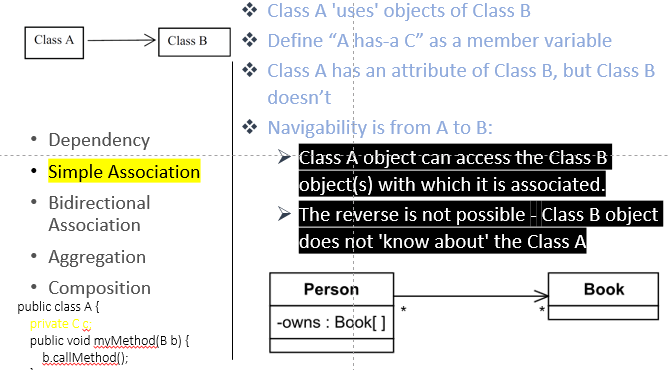 Class A
Class B
Dependency
Simple Association
Bidirectional
Association
Aggregation
Composition
public class A {
private C c;
public void myMethod(B b) {
b.callMethod();
Class A 'uses' objects of Class B
Define “A has-a C” as a member variable
Class A has an attribute of Class B, but Class B
doesn’t
Navigability is from A to B:
Class A object can access the Class B
object(s) with which it is associated.
The reverse is not possible - Class B object
does not 'know about' the Class A
Person
-owns : Book[ ]
*
*
Book